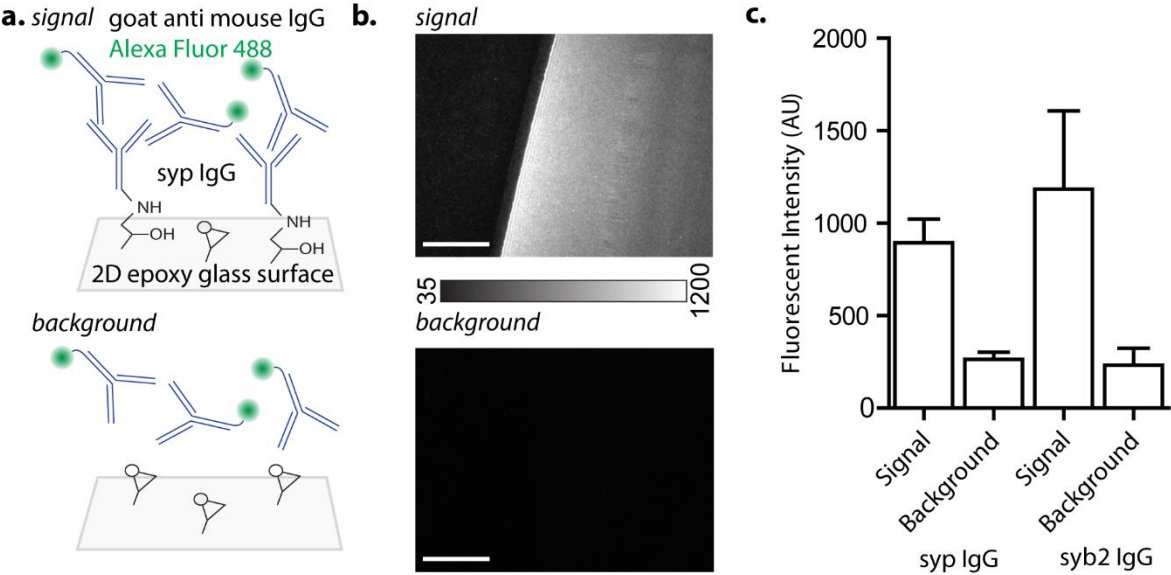 a.
signal
goat anti mouse IgG
Alexa Fluor 488
syp IgG
NH
OH
NH
OH
2D epoxy glass surface
background
b.
signal
35
1200
background
c.
Fluorescent Intensity (AU)
2000
1500
1000
500
0
Signal
Background
Signal
Background
syp IgG
syb2 IgG